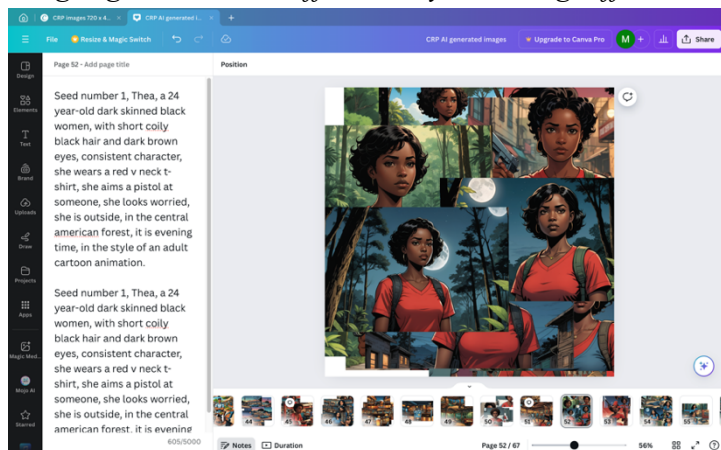 CRP images 720 x 4...
CRP AI generated i...
File
Resize & Magic Switch
CRP AI generated images
Upgrade to Canva Pro
M
Share
Design
Elements
Text
Brand
Uploads
Draw
Projects
Apps
Magic Med...
Mojo AI
Starred
Page 52 - Add page title
Seed number 1, Thea, a 24
year-old dark skinned black
women, with short coily
black hair and dark brown
eyes, consistent character,
she wears a red v neck t-
shirt, she aims a pistol at
someone, she looks worried,
she is outside, in the central
american forest, it is evening
time, in the style of an adult
cartoon animation.
Seed number 1, Thea, a 24
year-old dark skinned black
women, with short coily
black hair and dark brown
eyes, consistent character,
she wears a red v neck t-
shirt, she aims a pistol at
someone, she looks worried,
she is outside, in the central
american forest, it is evening
605/5000
Position
44
45
46
47
48
49
50
51
52
53
54
55
Notes
Duration
Page 52 / 67
56%